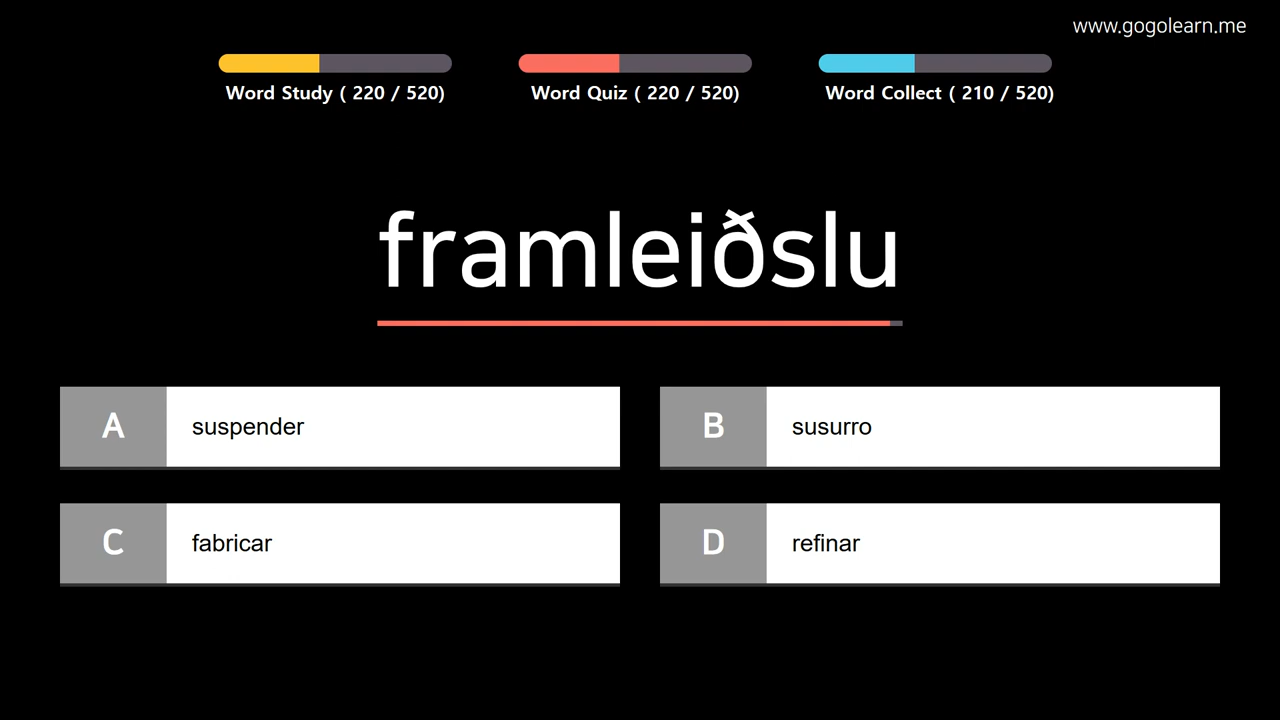 www.gogolearn.me
Word Study ( 220 / 520)
Word Quiz ( 220 / 520)
Word Collect ( 210 / 520)
framleiðslu
A suspender
B susurro
C fabricar
D refinar